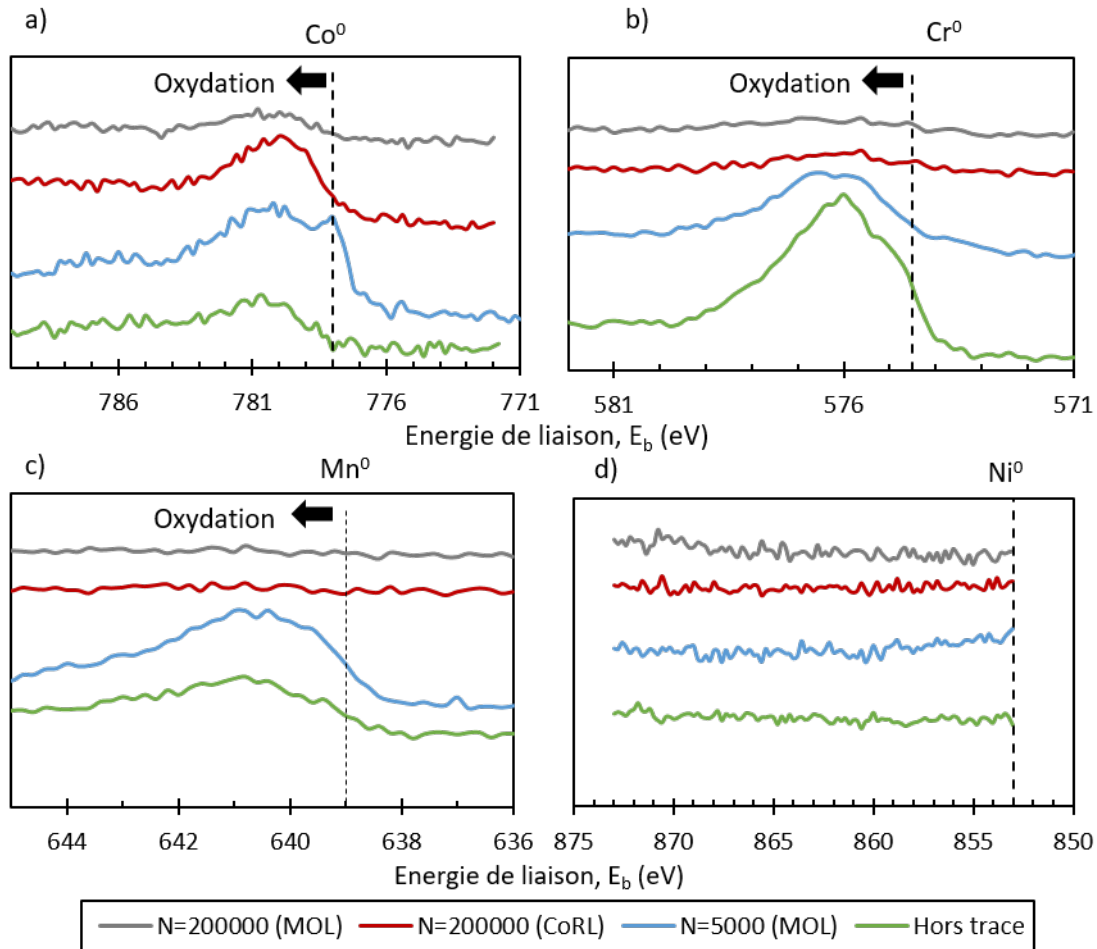 a) Co⁰
Oxydation
786 781 776 771
b) Cr⁰
Oxydation
581 576 571
Energie de liaison, E_b (eV)
c) Mn⁰
Oxydation
644 642 640 638 636
d) Ni⁰
875 870 865 860 855 850
Energie de liaison, E_b (eV)
N=200000 (MOL) N=200000 (CoRL) N=5000 (MOL) Hors trace